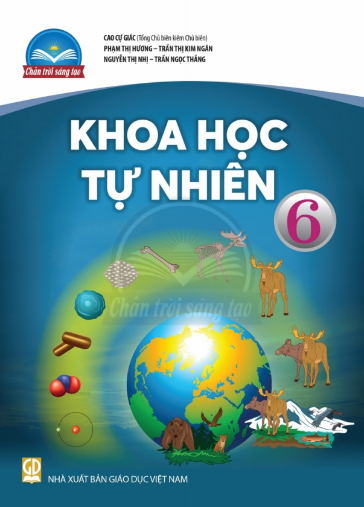 CAO CỰ GIÁC (Tổng Chủ biên kiêm Chủ biên)
PHẠM THỊ HƯƠNG – TRẦN THỊ KIM NGÂN
NGUYỄN THỊ NHỊ – TRẦN NGỌC THẮNG
Chân trời sáng tạo
KHOA HỌC
TỰ NHIÊN
6
Chân trời sáng tạo
GD
NHÀ XUẤT BẢN GIÁO DỤC VIỆT NAM